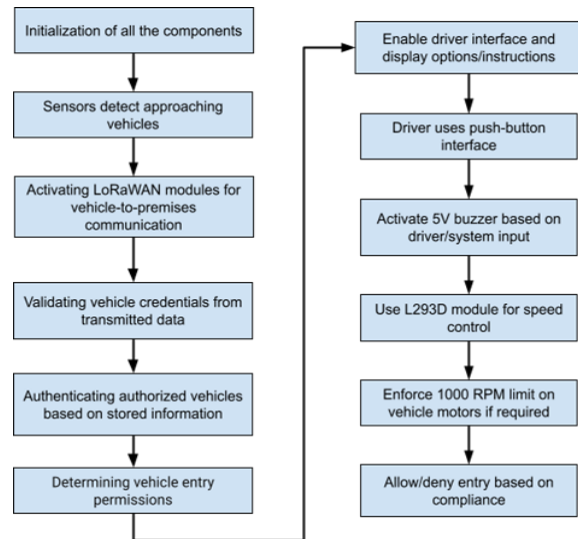 Initialization of all the components
Sensors detect approaching
vehicles
Activating LoRaWAN modules for
vehicle-to-premises
communication
Validating vehicle credentials from
transmitted data
Authenticating authorized vehicles
based on stored information
Determining vehicle entry
permissions
Enable driver interface and
display options/instructions
Driver uses push-button
interface
Activate 5V buzzer based on
driver/system input
Use L293D module for speed
control
Enforce 1000 RPM limit on
vehicle motors if required
Allow/deny entry based on
compliance